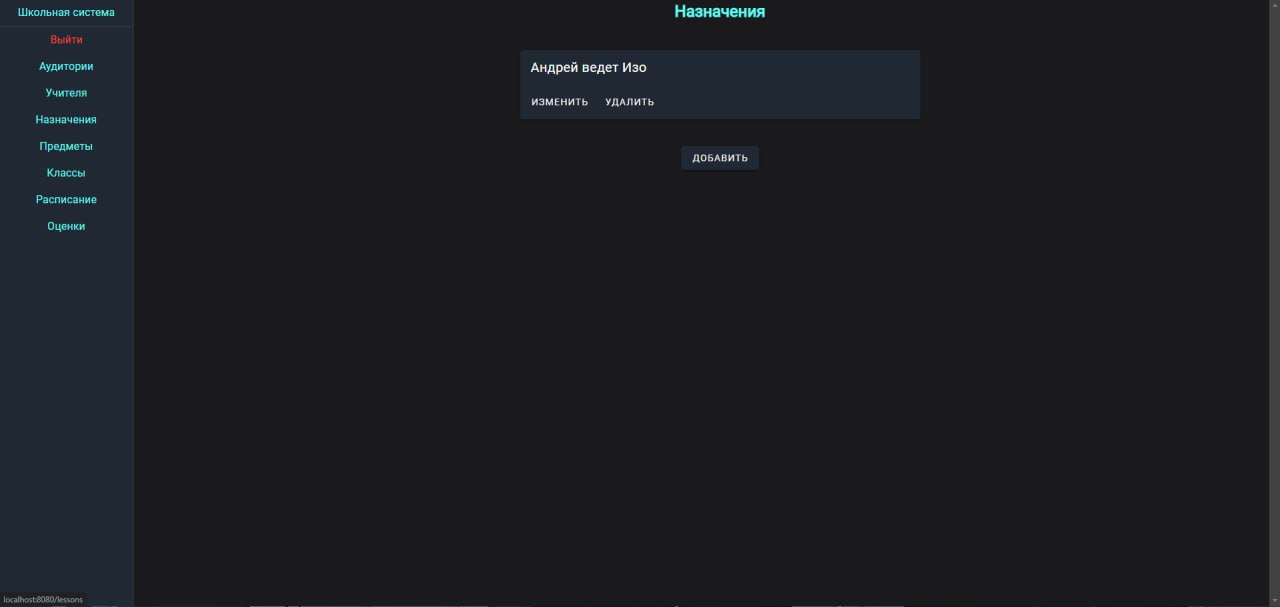 Школьная система
Выйти
Аудитории
Учителя
Назначения
Предметы
Классы
Расписание
Оценки
Назначения
Андрей ведет Изо
ИЗМЕНИТЬ УДАЛИТЬ
ДОБАВИТЬ
localhost:8080/lessons